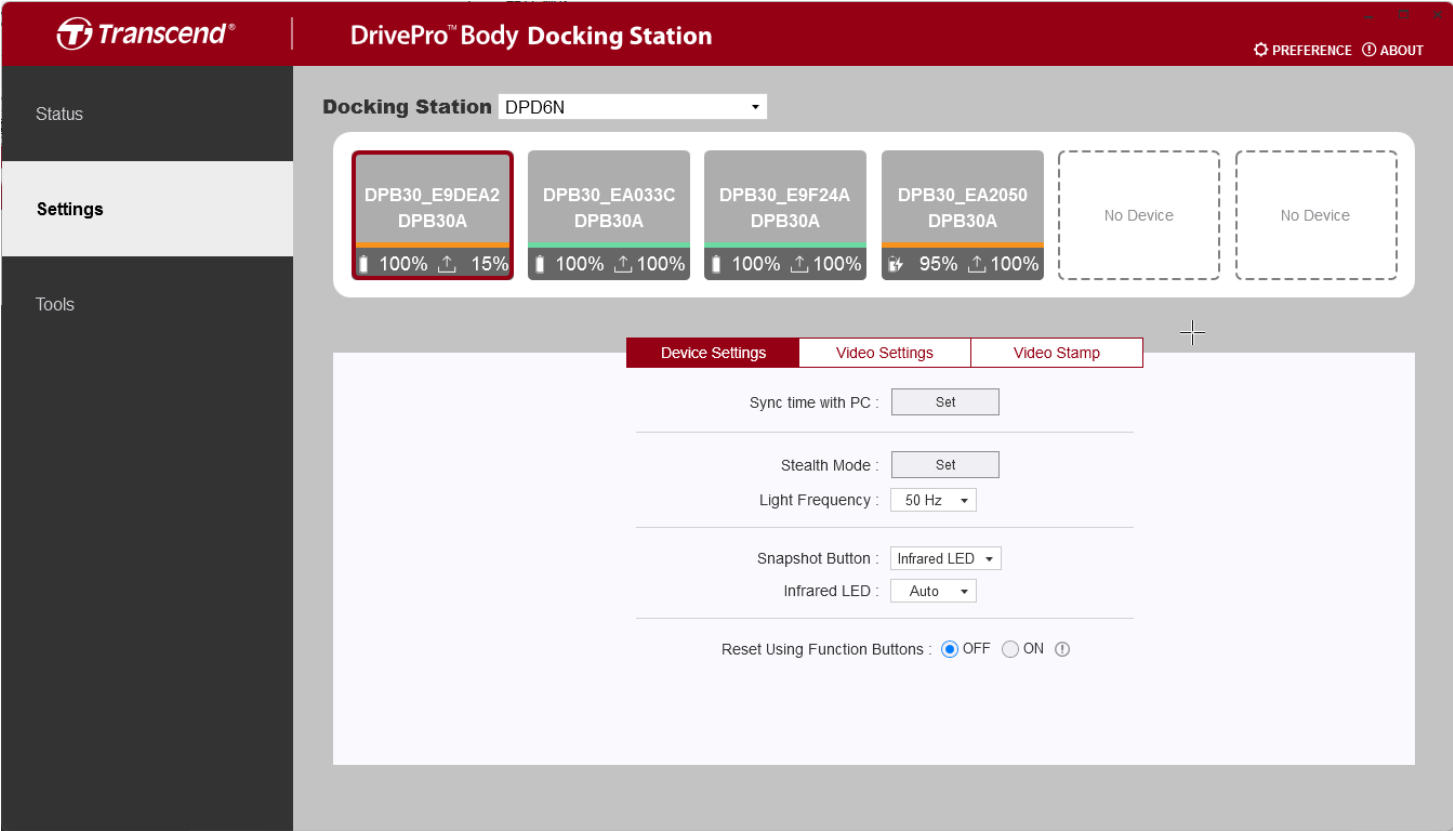 Transcend®
DrivePro™ Body Docking Station
PREFERENCE ABOUT
Status
Settings
Tools
Docking Station DPD6N
DPB30_E9DEA2
DPB30A
100% 15%
DPB30_EA033C
DPB30A
100% 100%
DPB30_E9F24A
DPB30A
100% 100%
DPB30_EA2050
DPB30A
95% 100%
No Device
No Device
Device Settings Video Settings Video Stamp
Sync time with PC : Set
Stealth Mode : Set
Light Frequency : 50 Hz
Snapshot Button : Infrared LED
Infrared LED : Auto
Reset Using Function Buttons : OFF ON